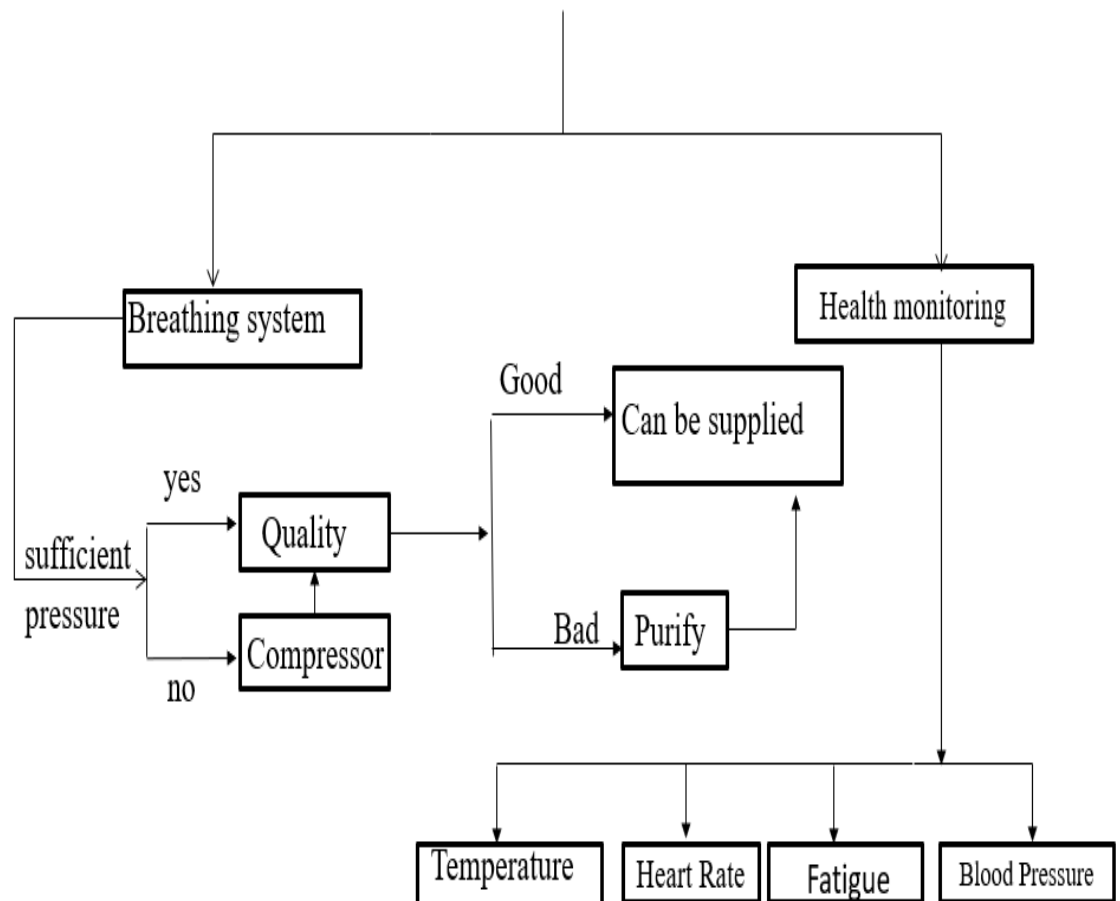 Breathing system
Health monitoring
Good
Can be supplied
yes
Quality
sufficient
pressure
Bad
Purify
Compressor
no
Temperature
Heart Rate
Fatigue
Blood Pressure